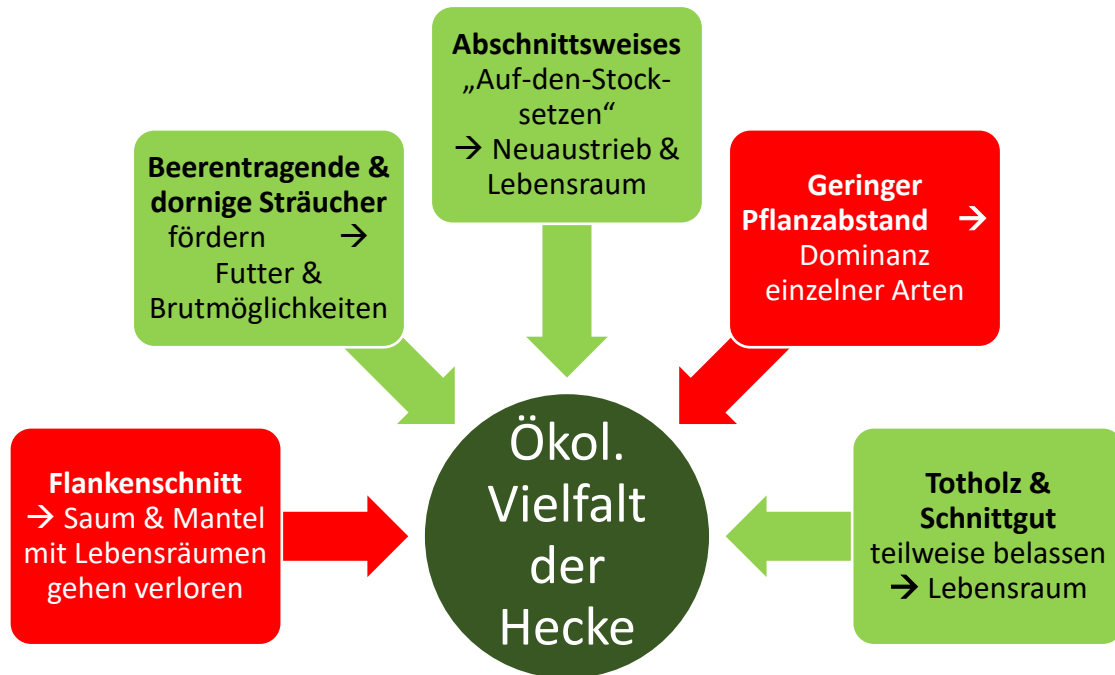 Abschnittsweises
„Auf-den-Stock-
setzen“
→ Neuaustrieb &
Lebensraum
Beerentragende &
dornige Sträucher
fördern →
Futter &
Brutmöglichkeiten
Geringer
Pflanzabstand →
Dominanz
einzelner Arten
Flankenschnitt
→ Saum & Mantel
mit Lebensräumen
gehen verloren
Ökol.
Vielfalt
der
Hecke
Totholz &
Schnittgut
teilweise belassen
→ Lebensraum